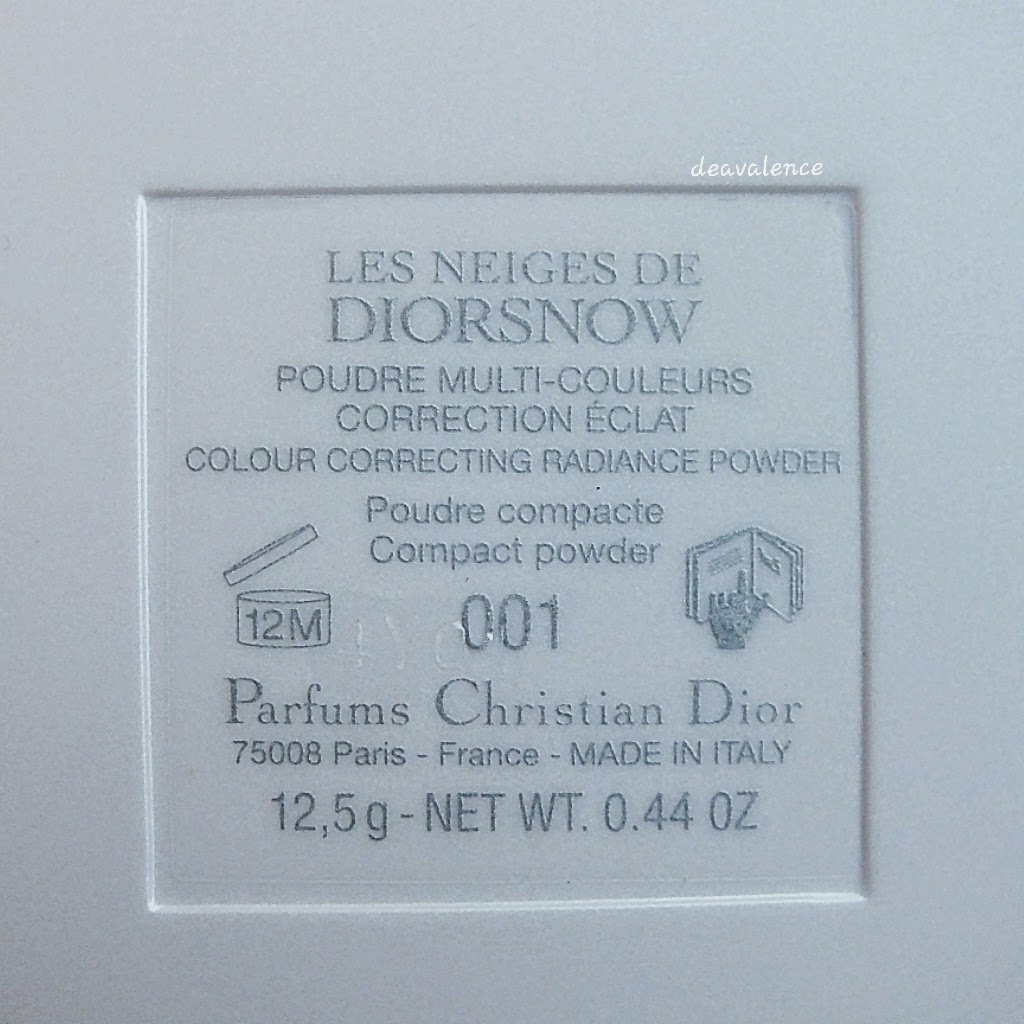 deavalence
LES NEIGES DE
DIORSNOW
POUDRE MULTI-COULEURS
CORRECTION ÉCLAT
COLOUR CORRECTING RADIANCE POWDER
Poudre compacte
Compact powder
12M
001
Parfums Christian Dior
75008 Paris - France - MADE IN ITALY
12,5g - NET WT. 0.44 OZ